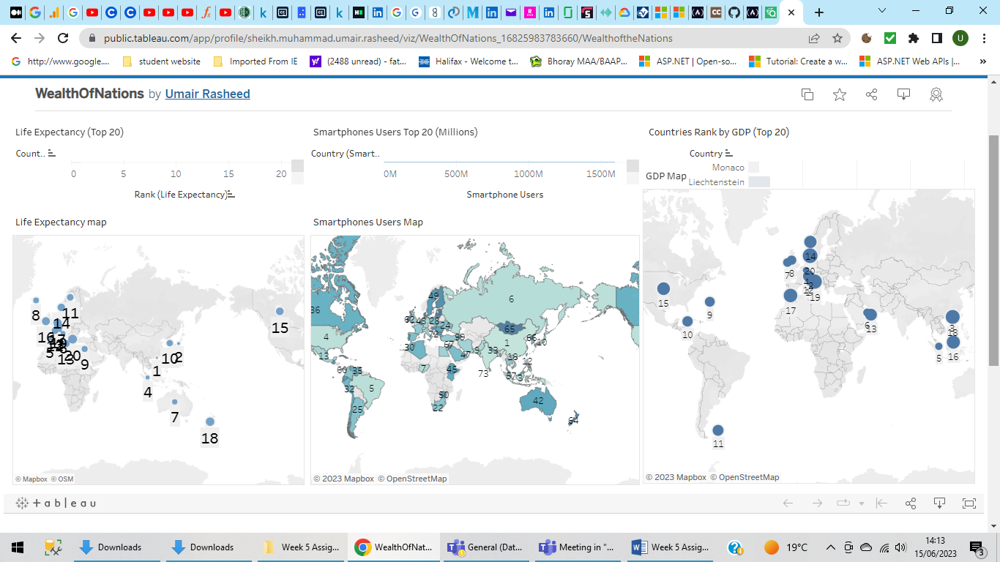 public.tableau.com/app/profile/sheikh.muhammad.umair.rasheed/viz/WealthOfNations_16825983783660/WealthoftheNations
U
http://www.google....
student website
Imported From IE
(2488 unread) - fat...
Halifax - Welcome t...
Bhoray MAA/BAAP...
ASP.NET | Open-so...
Tutorial: Create a w...
ASP.NET Web APIs |...
»
WealthOfNations by Umair Rasheed
Life Expectancy (Top 20)
Count..
0 5 10 15 20
Rank (Life Expectancy)
Smartphones Users Top 20 (Millions)
Country (Smart..
0M 500M 1000M 1500M
Smartphone Users
Countries Rank by GDP (Top 20)
Country
Monaco
GDP Map
Liechtenstein
Life Expectancy map
8
11
14
15
16
13
20
9
10
2
1
4
7
18
© Mapbox © OSM
Smartphones Users Map
49
6
36
28
24
65
4
72
1
10
13
30
67
47
33
18
12
7
60
35
45
73
57
3
32
5
50
42
25
22
64
© 2023 Mapbox © OpenStreetMap
14
7
8
20
15
19
17
9
10
6
13
18
5
16
11
© 2023 Mapbox © OpenStreetMap
+ a b l e a u
Downloads
Downloads
Week 5 Assig...
WealthOfNat...
General (Dat...
Meeting in "...
Week 5 Assig...
19°C
14:13
15/06/2023
3